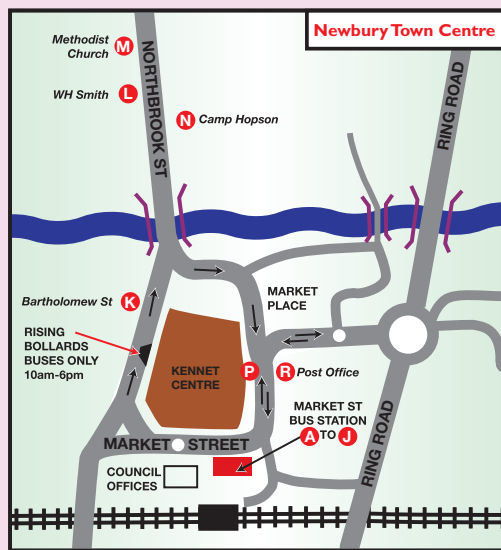 Newbury Town Centre
Methodist
Church
M
NORTHBROOK ST
RING ROAD
WH Smith
L
N
Camp Hopson
Bartholomew St
K
MARKET
PLACE
RISING
BOLLARDS
BUSES ONLY
10am-6pm
KENNET
CENTRE
P
R
Post Office
MARKET ST
BUS STATION
A TO J
MARKET STREET
COUNCIL
OFFICES
RING ROAD